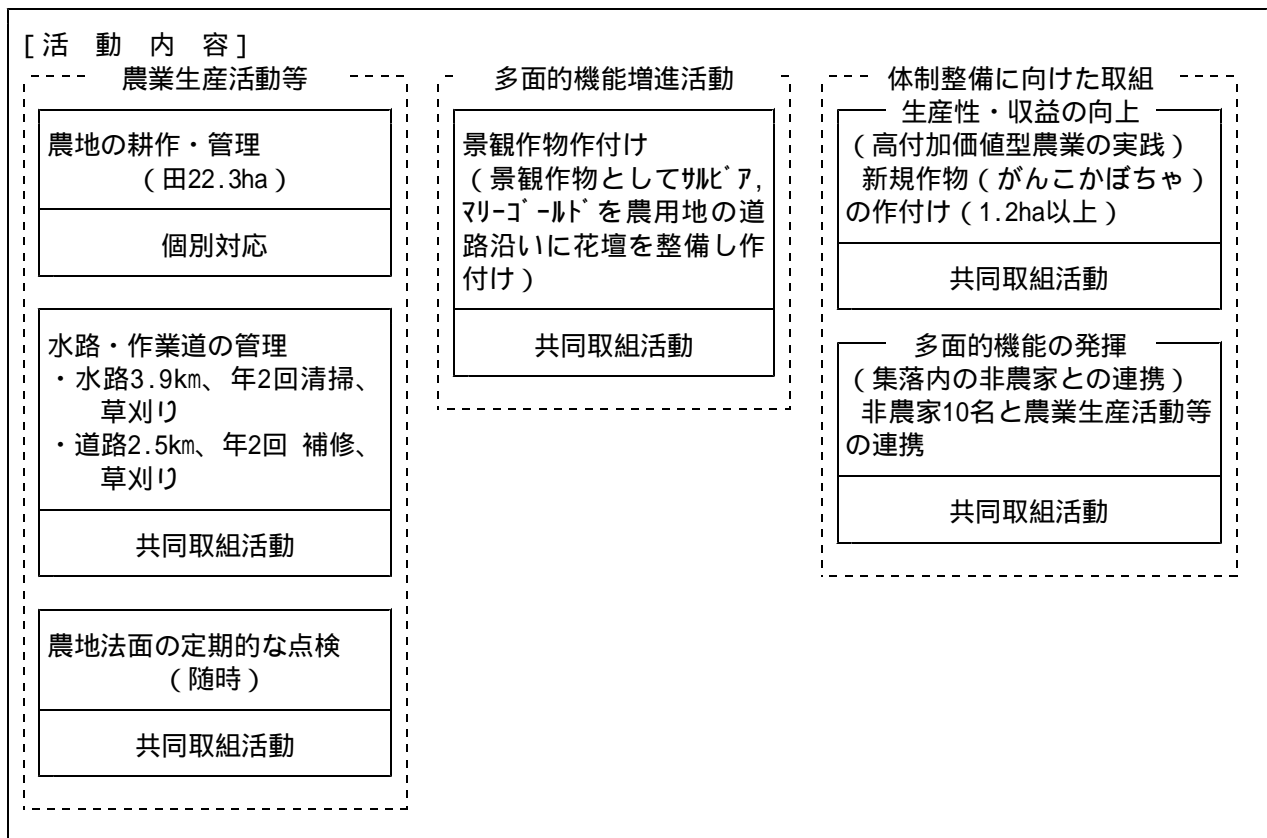 [活 動 内 容]
農業生産活動等
農地の耕作・管理
(田22.3ha)
個別対応
水路・作業道の管理
・水路3.9km、年2回清掃、
草刈り
・道路2.5km、年2回 補修、
草刈り
共同取組活動
農地法面の定期的な点検
(随時)
共同取組活動
多面的機能増進活動
景観作物作付け
(景観作物としてサルビア,
マリーゴールドを農用地の道
路沿いに花壇を整備し作
付け)
共同取組活動
体制整備に向けた取組
生産性・収益の向上
(高付加価値型農業の実践)
新規作物(がんこかぼちゃ)
の作付け(1.2ha以上)
共同取組活動
多面的機能の発揮
(集落内の非農家との連携)
非農家10名と農業生産活動等
の連携
共同取組活動